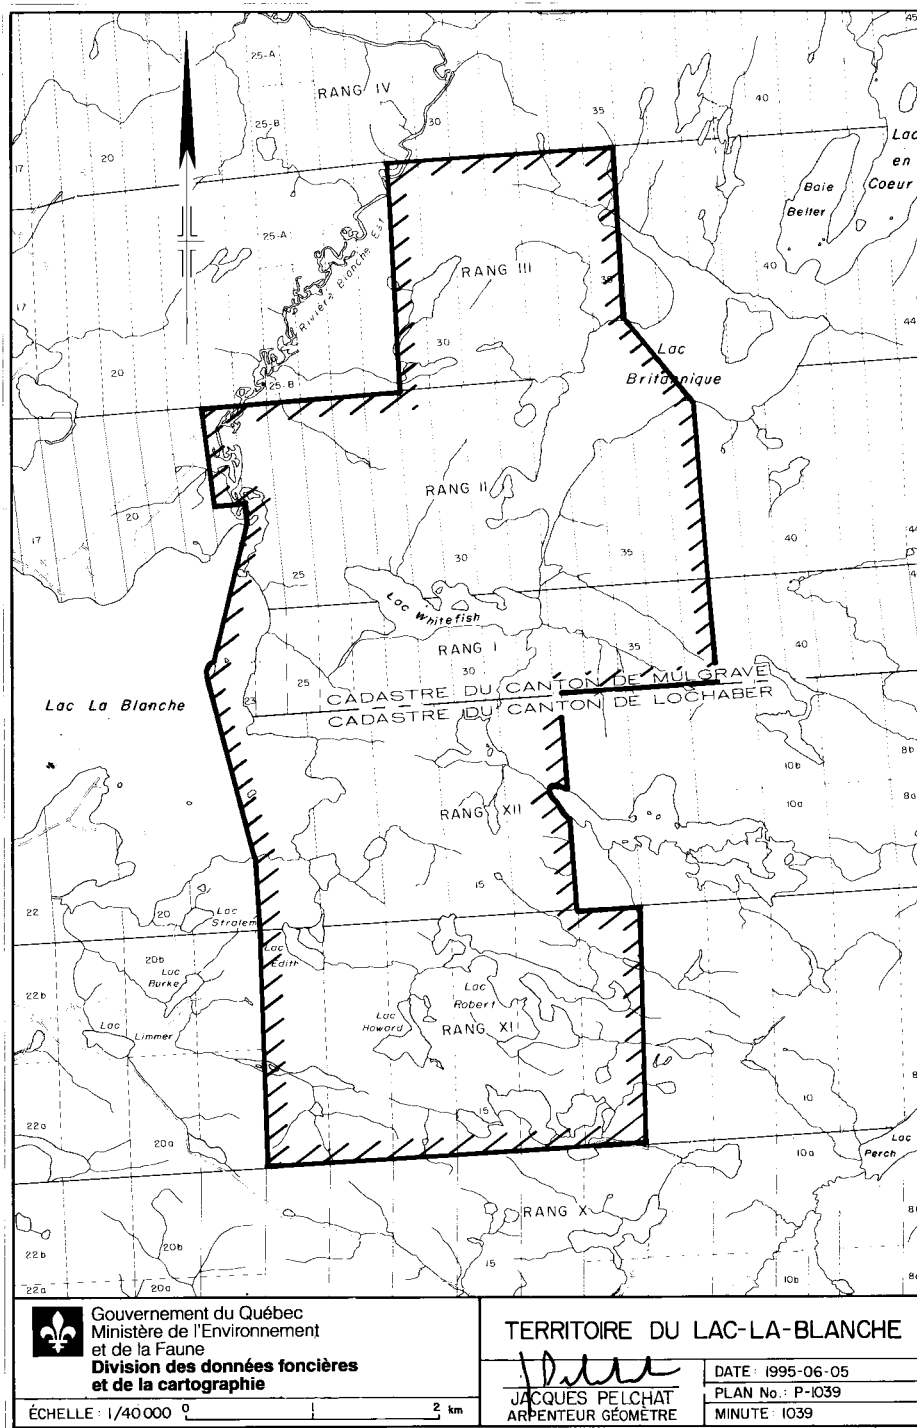 45
25-A
RANG IV
40
35
25-B
30
Lac
en
Coeur
17
20
Baie
Belter
25-A
Rivière Blanche Est
RANG III
40
35
17
30
44
Lac
Britannique
20
25-B
RANG II
20
17
35
40
44
30
25
Lac Whitefish
RANG I
35
40
30
25
23
CADASTRE DU CANTON DE MULGRAVE
CADASTRE DU CANTON DE LOCHABER
Lac La Blanche
8b
10b
10a
8a
RANG XII
15
22
20
Lac
Stralem
Lac
Edith
20b
Luc
Burke
22b
Lac
Robert
Lac
Howard
RANG XI
Lac
Limmer
15
10
22a
20a
10a
Lac
Perch
RANG X
22b
20b
15
10b
22a
20a
Gouvernement du Québec
Ministère de l'Environnement
et de la Faune
Division des données foncières
et de la cartographie
ÉCHELLE : 1/40 000 0 2 km
TERRITOIRE DU LAC-LA-BLANCHE
JACQUES PELCHAT
ARPENTEUR GÉOMÈTRE
DATE : 1995-06-05
PLAN No.: P-1039
MINUTE: 1039